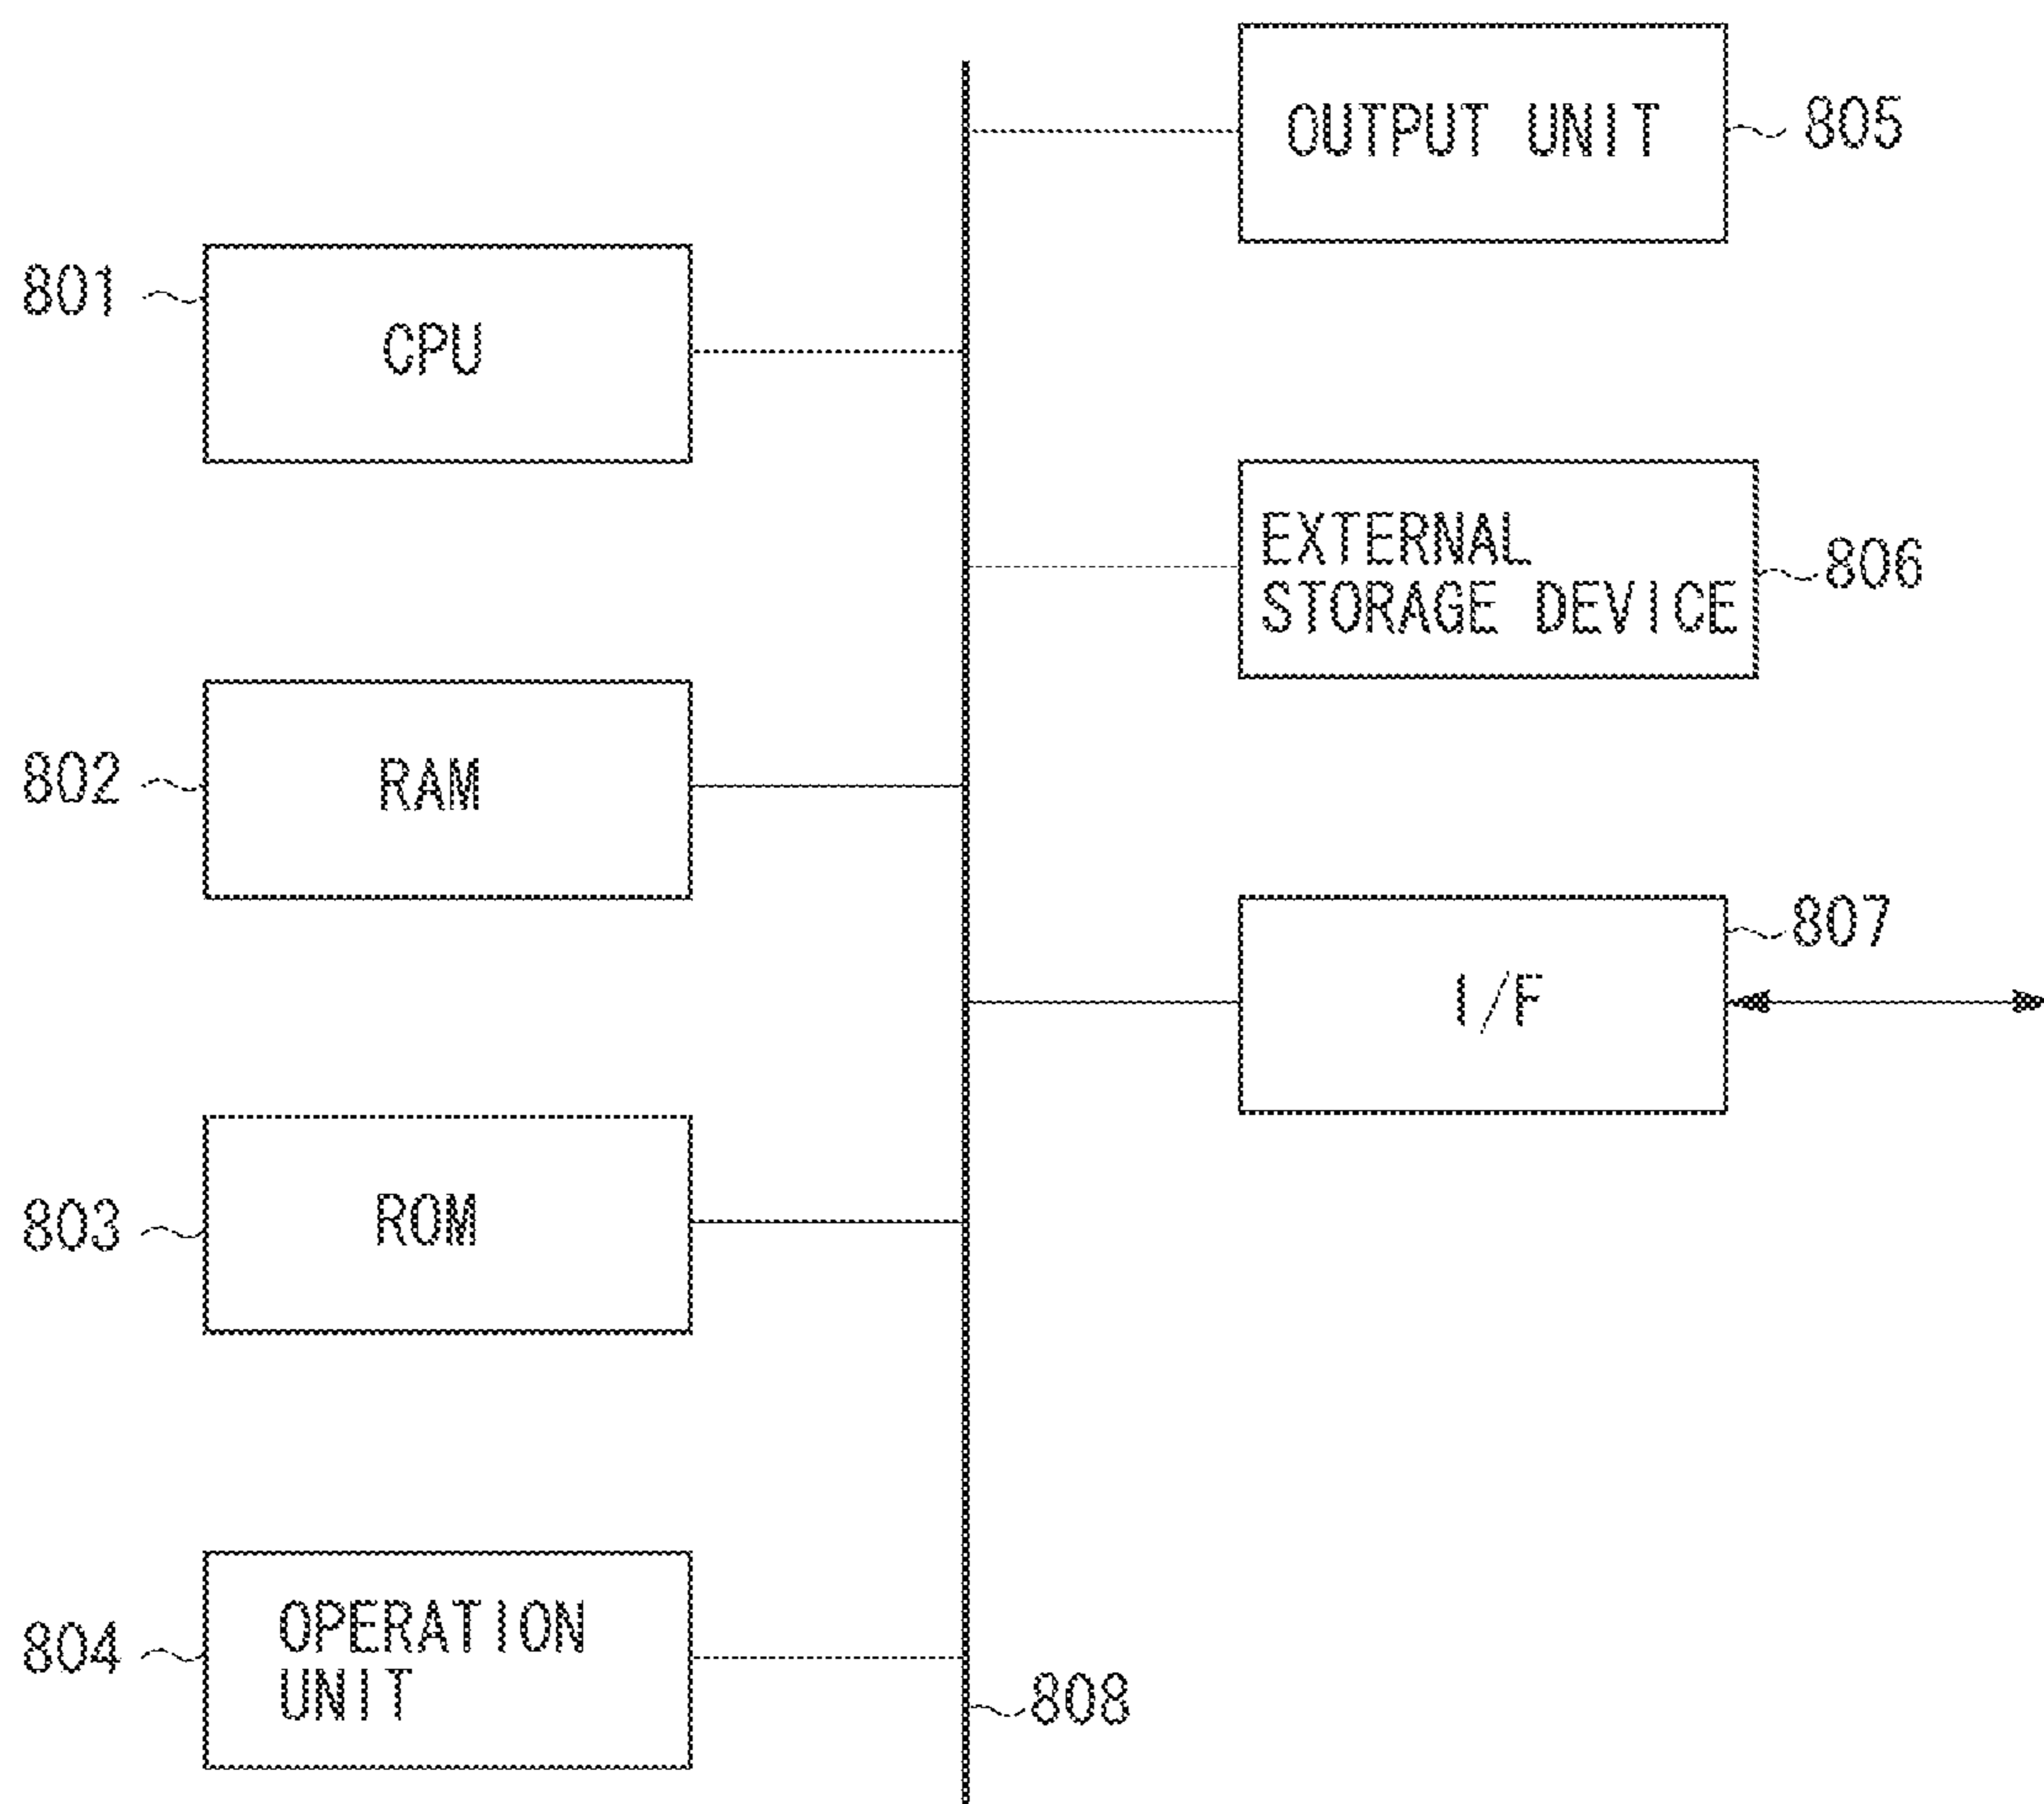 OUTPUT UNIT
805
801
CPU
EXTERNAL
STORAGE DEVICE
806
802
RAM
807
I/F
803
ROM
804
OPERATION
UNIT
808